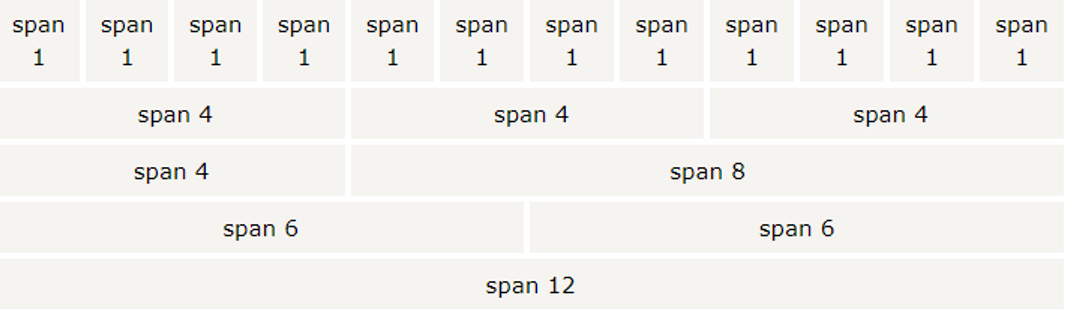 span span span span span span span span span span span span
1 1 1 1 1 1 1 1 1 1 1 1
span 4 span 4 span 4
span 4 span 8
span 6 span 6
span 12